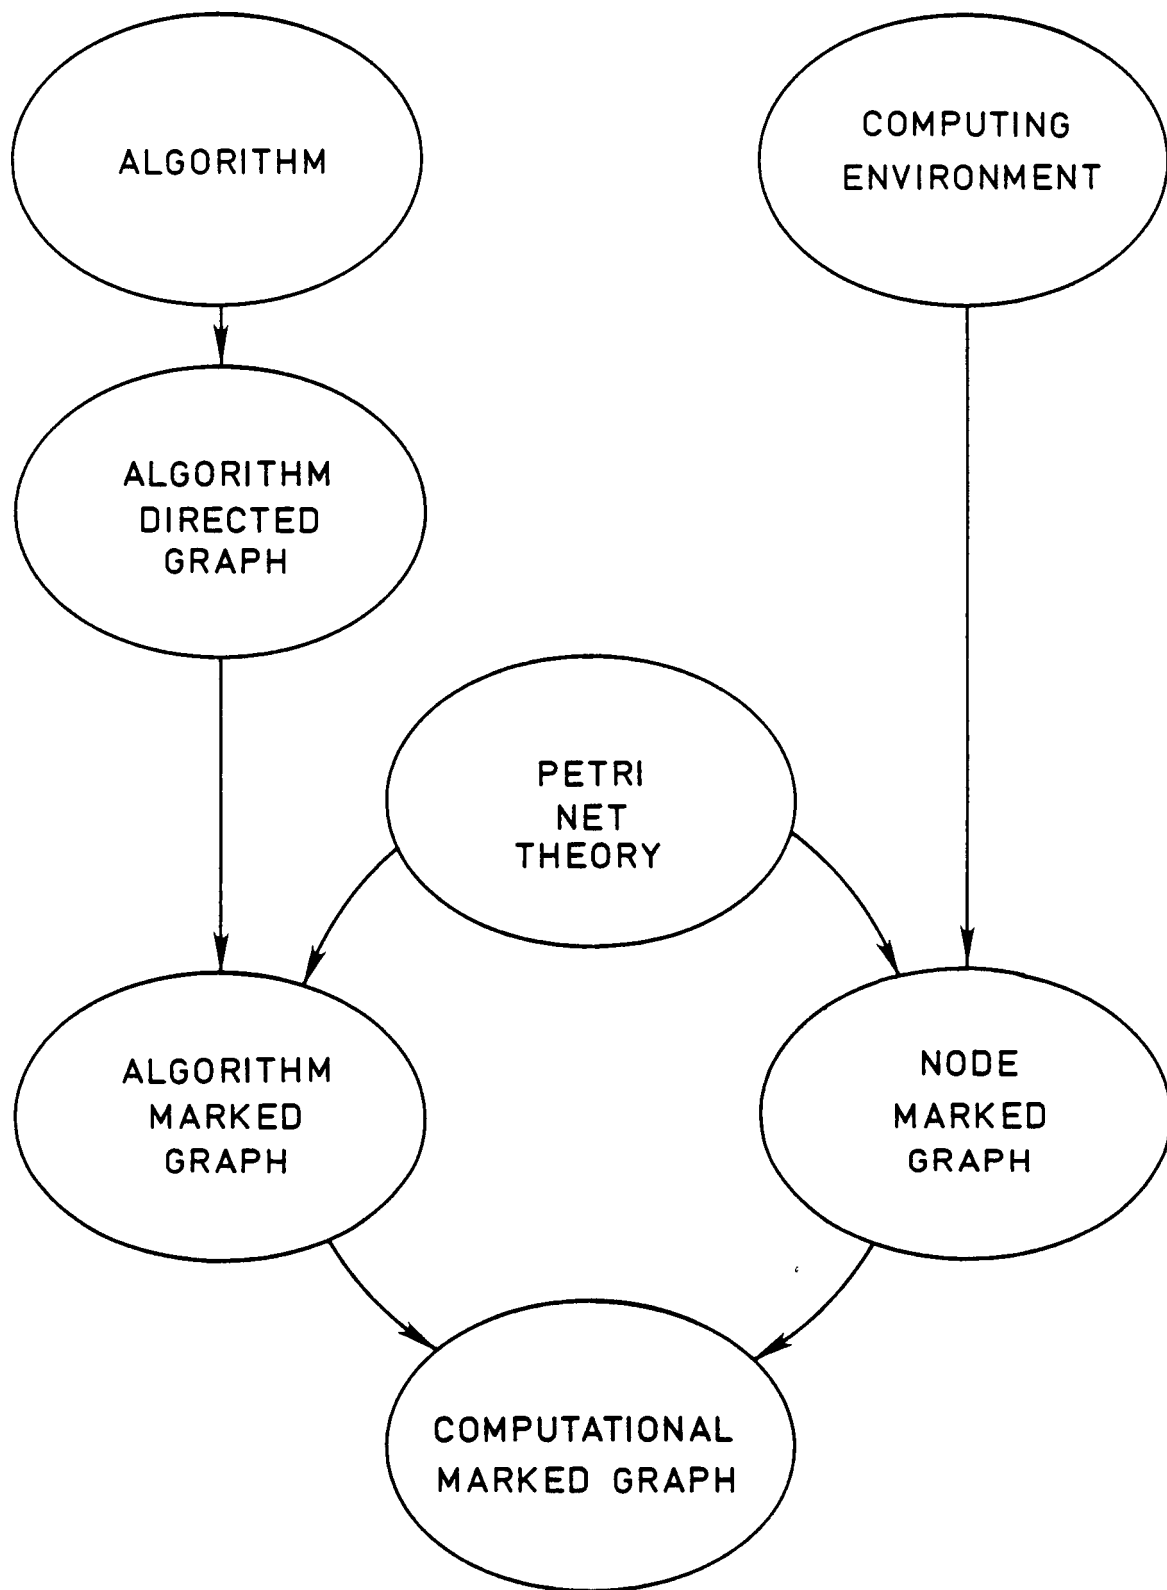 ALGORITHM
COMPUTING
ENVIRONMENT
ALGORITHM
DIRECTED
GRAPH
PETRI
NET
THEORY
ALGORITHM
MARKED
GRAPH
NODE
MARKED
GRAPH
COMPUTATIONAL
MARKED GRAPH